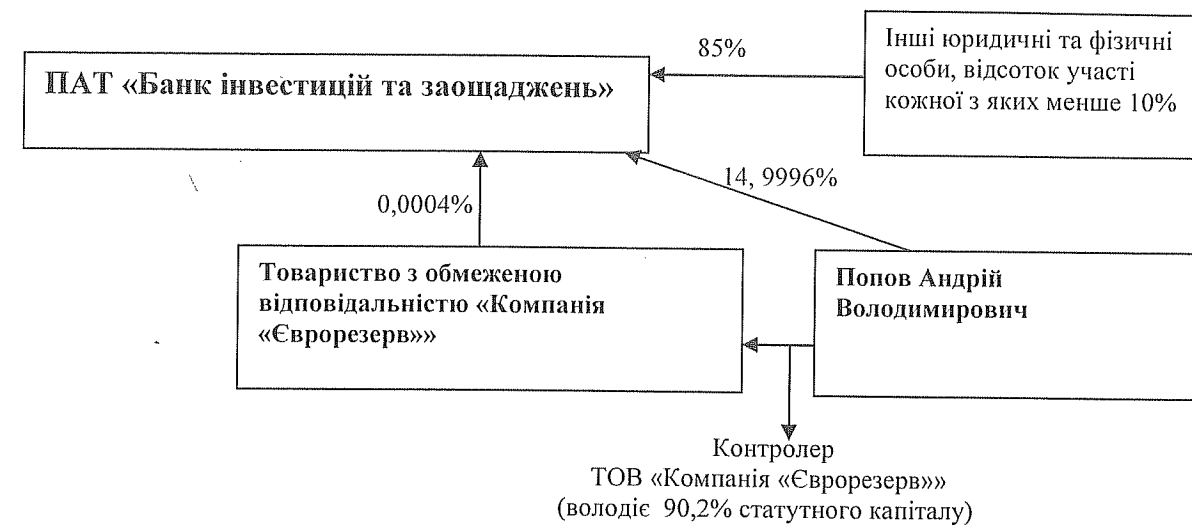 85%
Інші юридичні та фізичні
особи, відсоток участі
кожної з яких менше 10%
ПАТ «Банк інвестицій та заощаджень»
14, 9996%
0,0004%
Товариство з обмеженою
відповідальністю «Компанія
«Єврорезерв»»
Попов Андрій
Володимирович
Контролер
ТОВ «Компанія «Єврорезерв»»
(володіє 90,2% статутного капіталу)